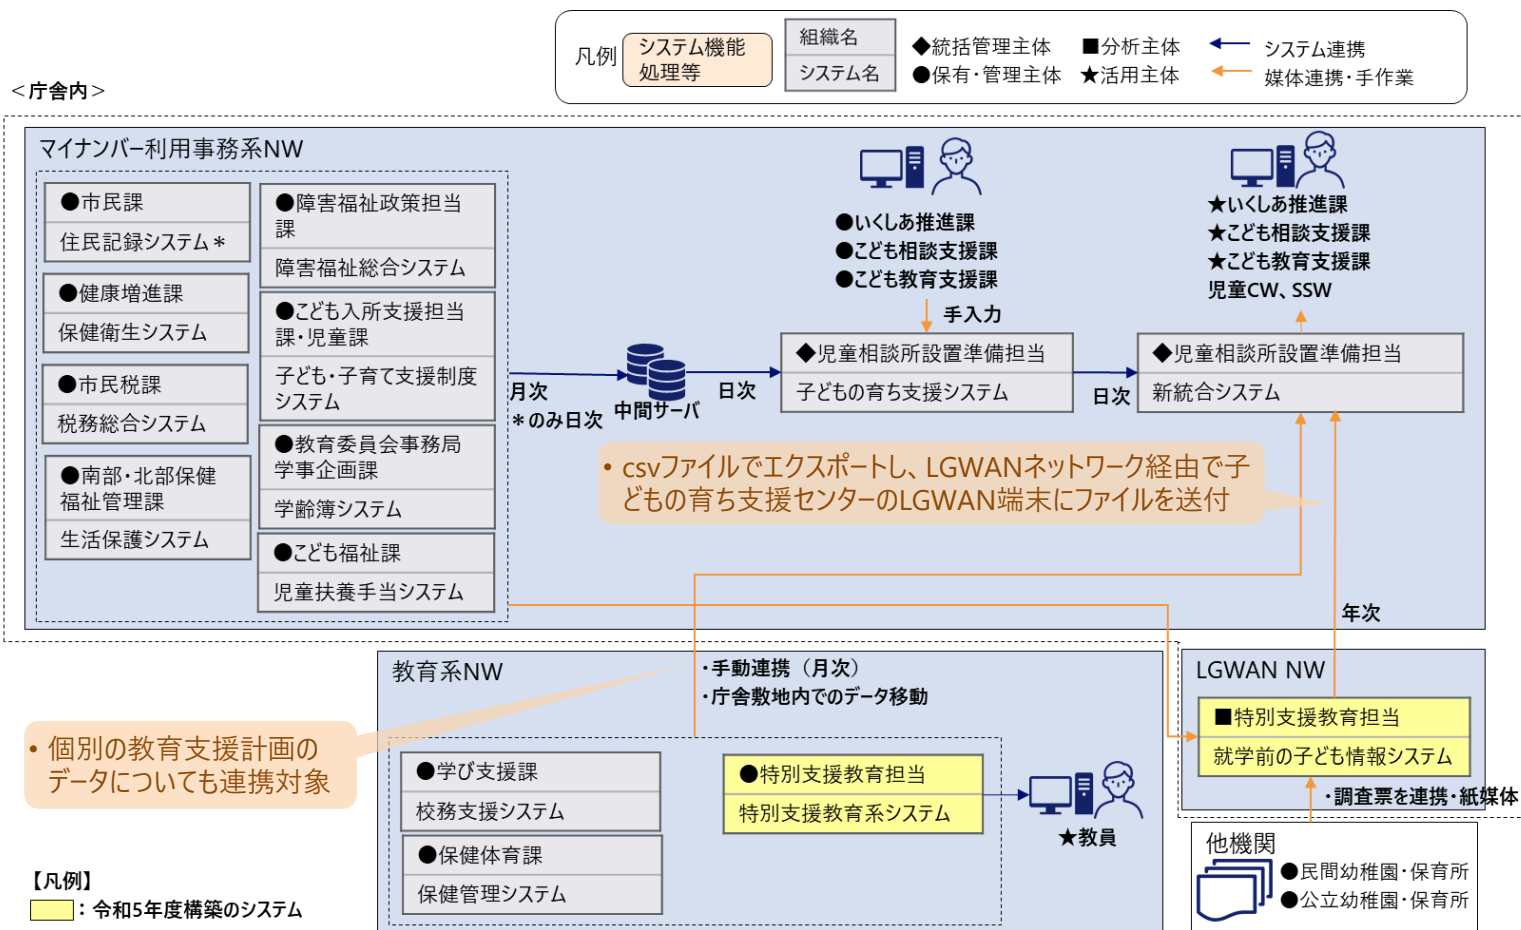 凡例
システム機能
処理等
組織名
システム名
◆統括管理主体
■分析主体
システム連携
●保有・管理主体
★活用主体
媒体連携・手作業
<庁舎内>
マイナンバー利用事務系NW
●市民課
住民記録システム＊
●健康増進課
保健衛生システム
●市民税課
税務総合システム
●南部・北部保健
福祉管理課
生活保護システム
●障害福祉政策担当
課
障害福祉総合システム
●こども入所支援担当
課・児童課
子ども・子育て支援制度
システム
●教育委員会事務局
学事企画課
学齢簿システム
●こども福祉課
児童扶養手当システム
月次
＊のみ日次
中間サーバ
日次
●いくしあ推進課
●こども相談支援課
●こども教育支援課
手入力
◆児童相談所設置準備担当
子どもの育ち支援システム
日次
★いくしあ推進課
★こども相談支援課
★こども教育支援課
児童CW、SSW
◆児童相談所設置準備担当
新統合システム
• csvファイルでエクスポートし、LGWANネットワーク経由で子
どもの育ち支援センターのLGWAN端末にファイルを送付
年次
教育系NW
・手動連携（月次）
・庁舎敷地内でのデータ移動
• 個別の教育支援計画の
データについても連携対象
●学び支援課
校務支援システム
●保健体育課
保健管理システム
●特別支援教育担当
特別支援教育系システム
★教員
LGWAN NW
■特別支援教育担当
就学前の子ども情報システム
・調査票を連携・紙媒体
他機関
●民間幼稚園・保育所
●公立幼稚園・保育所
【凡例】
：令和5年度構築のシステム